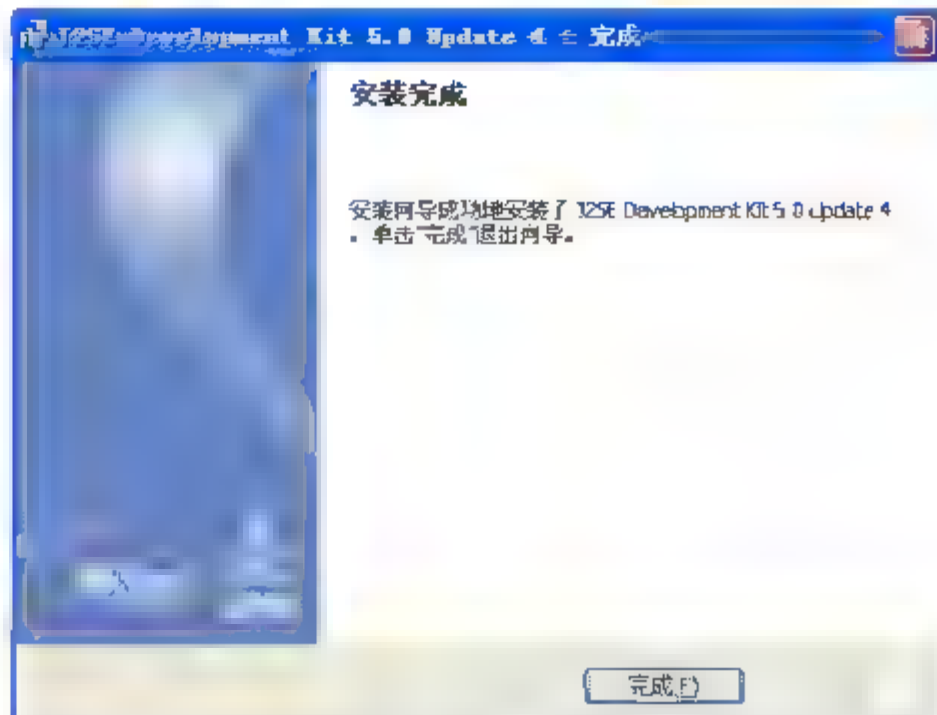 J2SE Development Kit 5.0 Update 4 - 完成
安装完成
安装向导成功地安装了 J2SE Development Kit 5.0 Update 4
。单击“完成”退出向导。
完成(F)